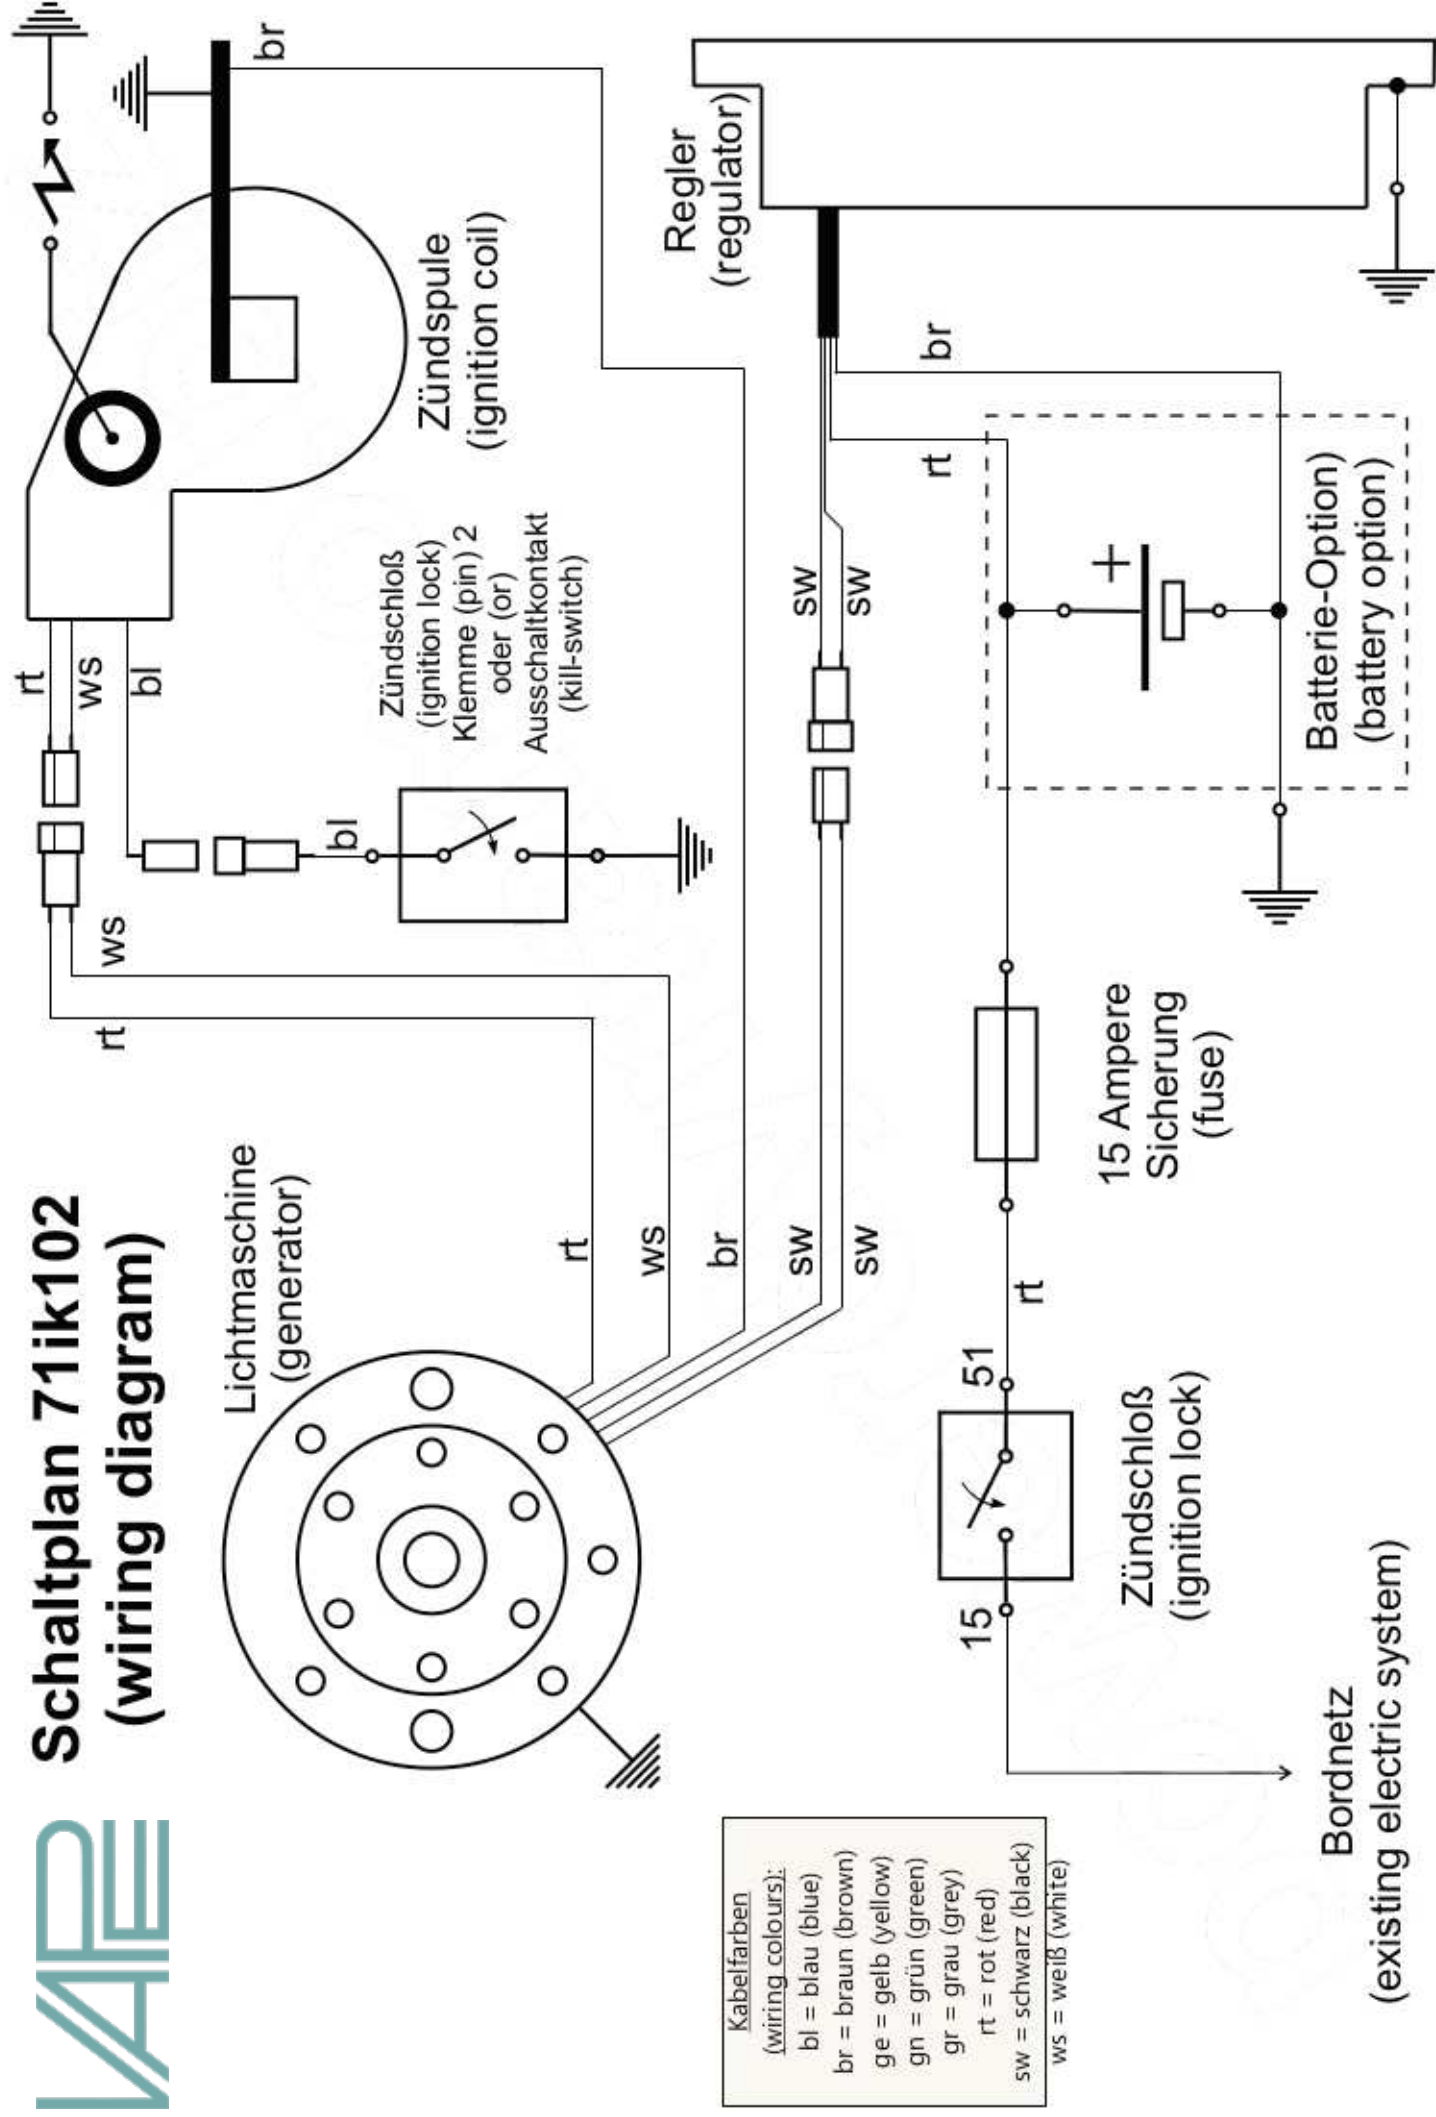 VAPE
Schaltplan 71ik102
(wiring diagram)
Lichtmaschine
(generator)
rt
ws
br
sw
sw
rt
ws
rt
ws
bl
bl
br
Zündspule
(ignition coil)
Zündschloß
(ignition lock)
Klemme (pin) 2
oder (or)
Ausschaltkontakt
(kill-switch)
Regler
(regulator)
sw
sw
rt
br
+
Batterie-Option)
(battery option)
15 Ampere
Sicherung
(fuse)
rt
51
15
Zündschloß
(ignition lock)
Bordnetz
(existing electric system)
Kabelfarben
(wiring colours):
bl = blau (blue)
br = braun (brown)
ge = gelb (yellow)
gn = grün (green)
gr = grau (grey)
rt = rot (red)
sw = schwarz (black)
ws = weiß (white)